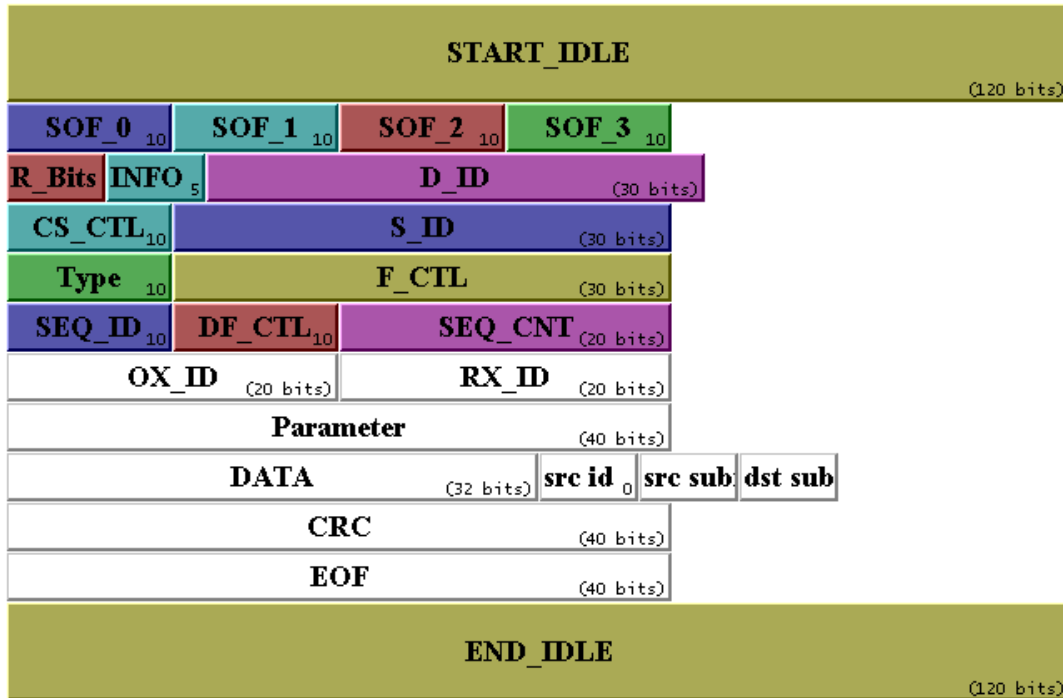 START_IDLE (120 bits)
SOF_0 10 SOF_1 10 SOF_2 10 SOF_3 10
R_Bits INFO 5 D_ID (30 bits)
CS_CTL 10 S_ID (30 bits)
Type 10 F_CTL (30 bits)
SEQ_ID 10 DF_CTL 10 SEQ_CNT (20 bits)
OX_ID (20 bits) RX_ID (20 bits)
Parameter (40 bits)
DATA (32 bits) src id 0 src sub dst sub
CRC (40 bits)
EOF (40 bits)
END_IDLE (120 bits)